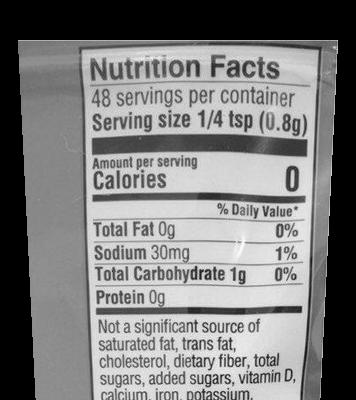 Nutrition Facts
48 servings per container
Serving size 1/4 tsp (0.8g)
Amount per serving
Calories 0
% Daily Value*
Total Fat 0g 0%
Sodium 30mg 1%
Total Carbohydrate 1g 0%
Protein 0g
Not a significant source of
saturated fat, trans fat,
cholesterol, dietary fiber, total
sugars, added sugars, vitamin D,
calcium, iron, potassium.